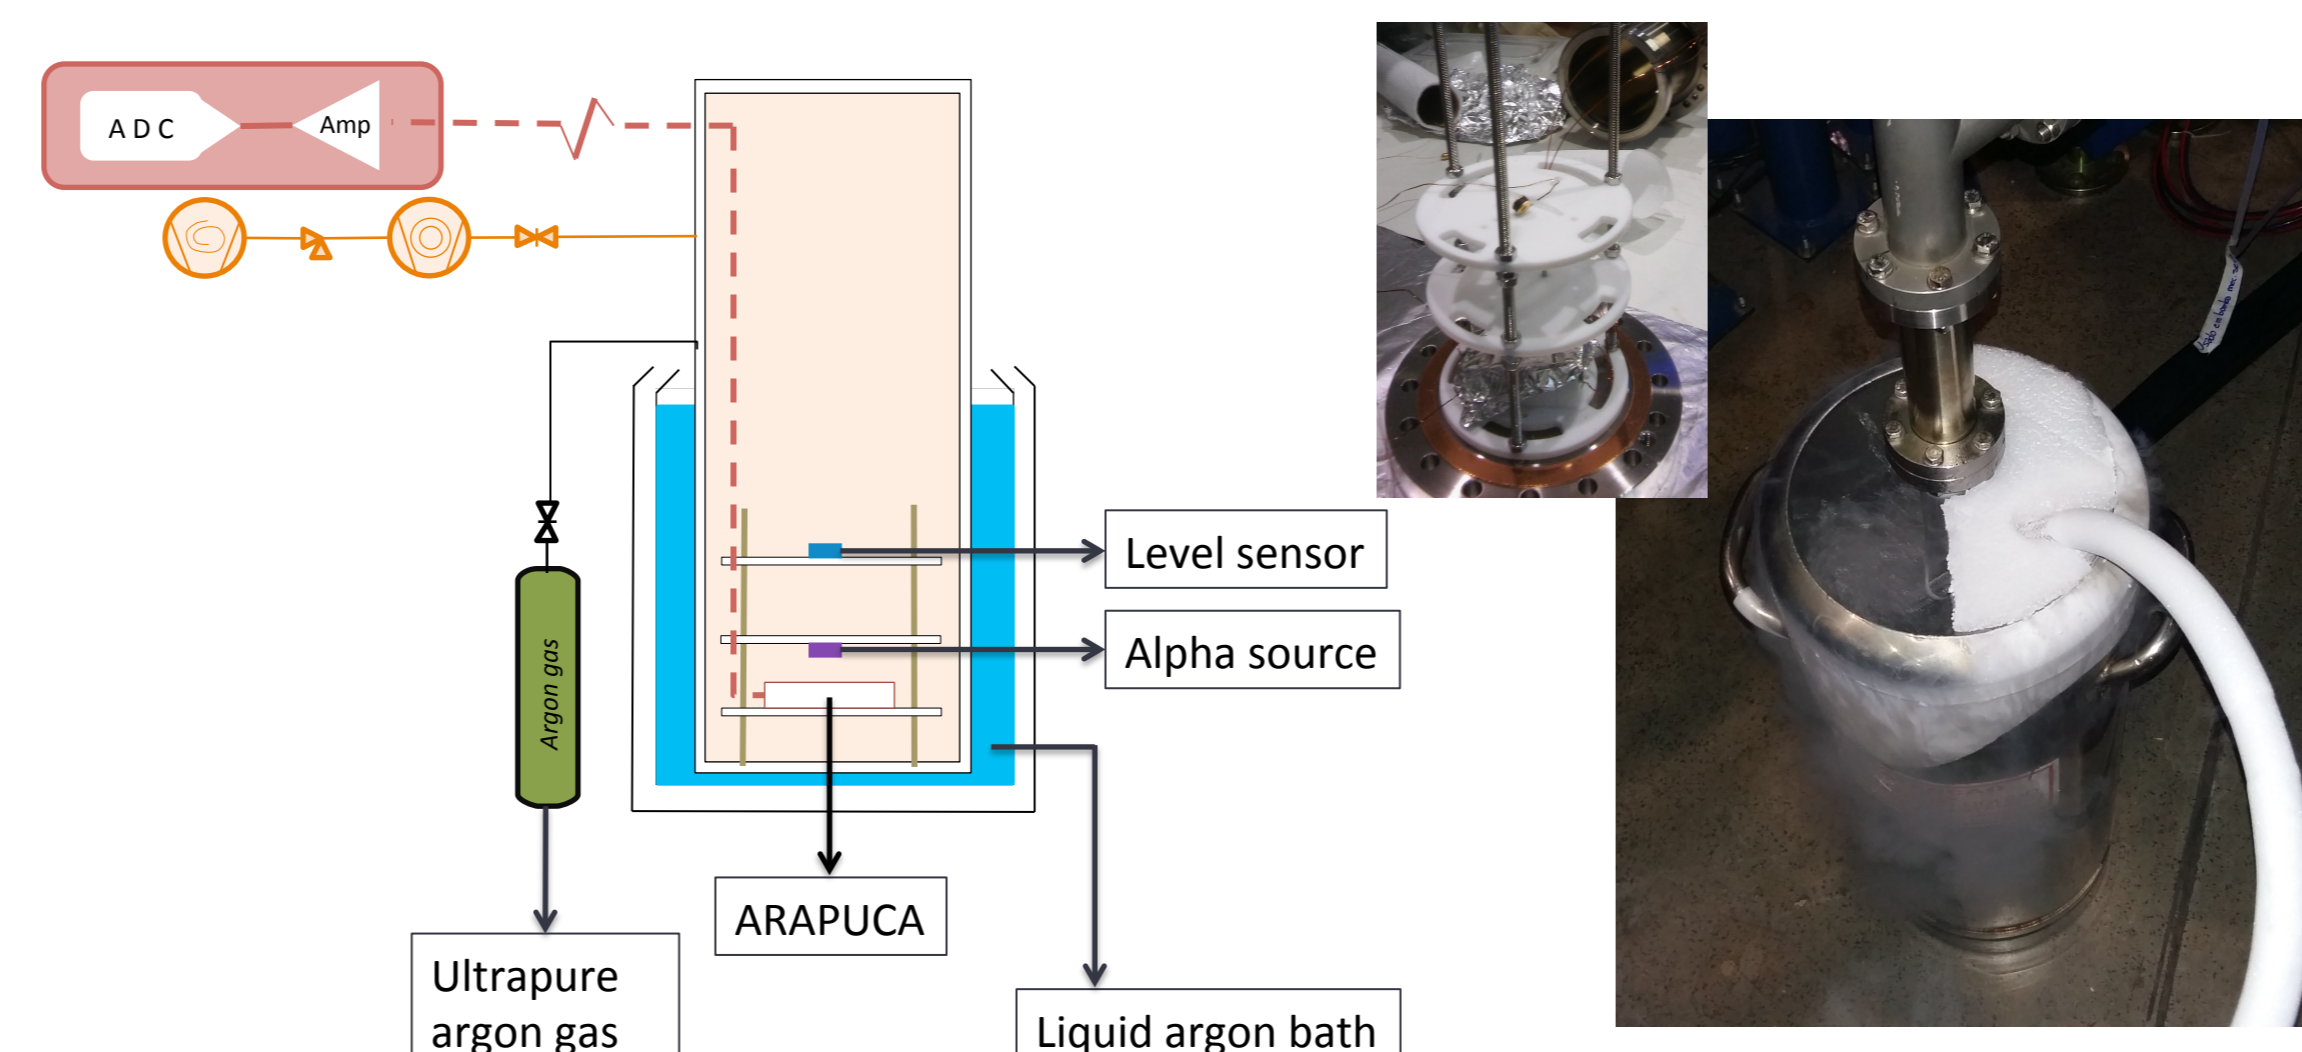 A D C
Amp
Argon gas
Level sensor
Alpha source
ARAPUCA
Ultrapure
argon gas
Liquid argon bath